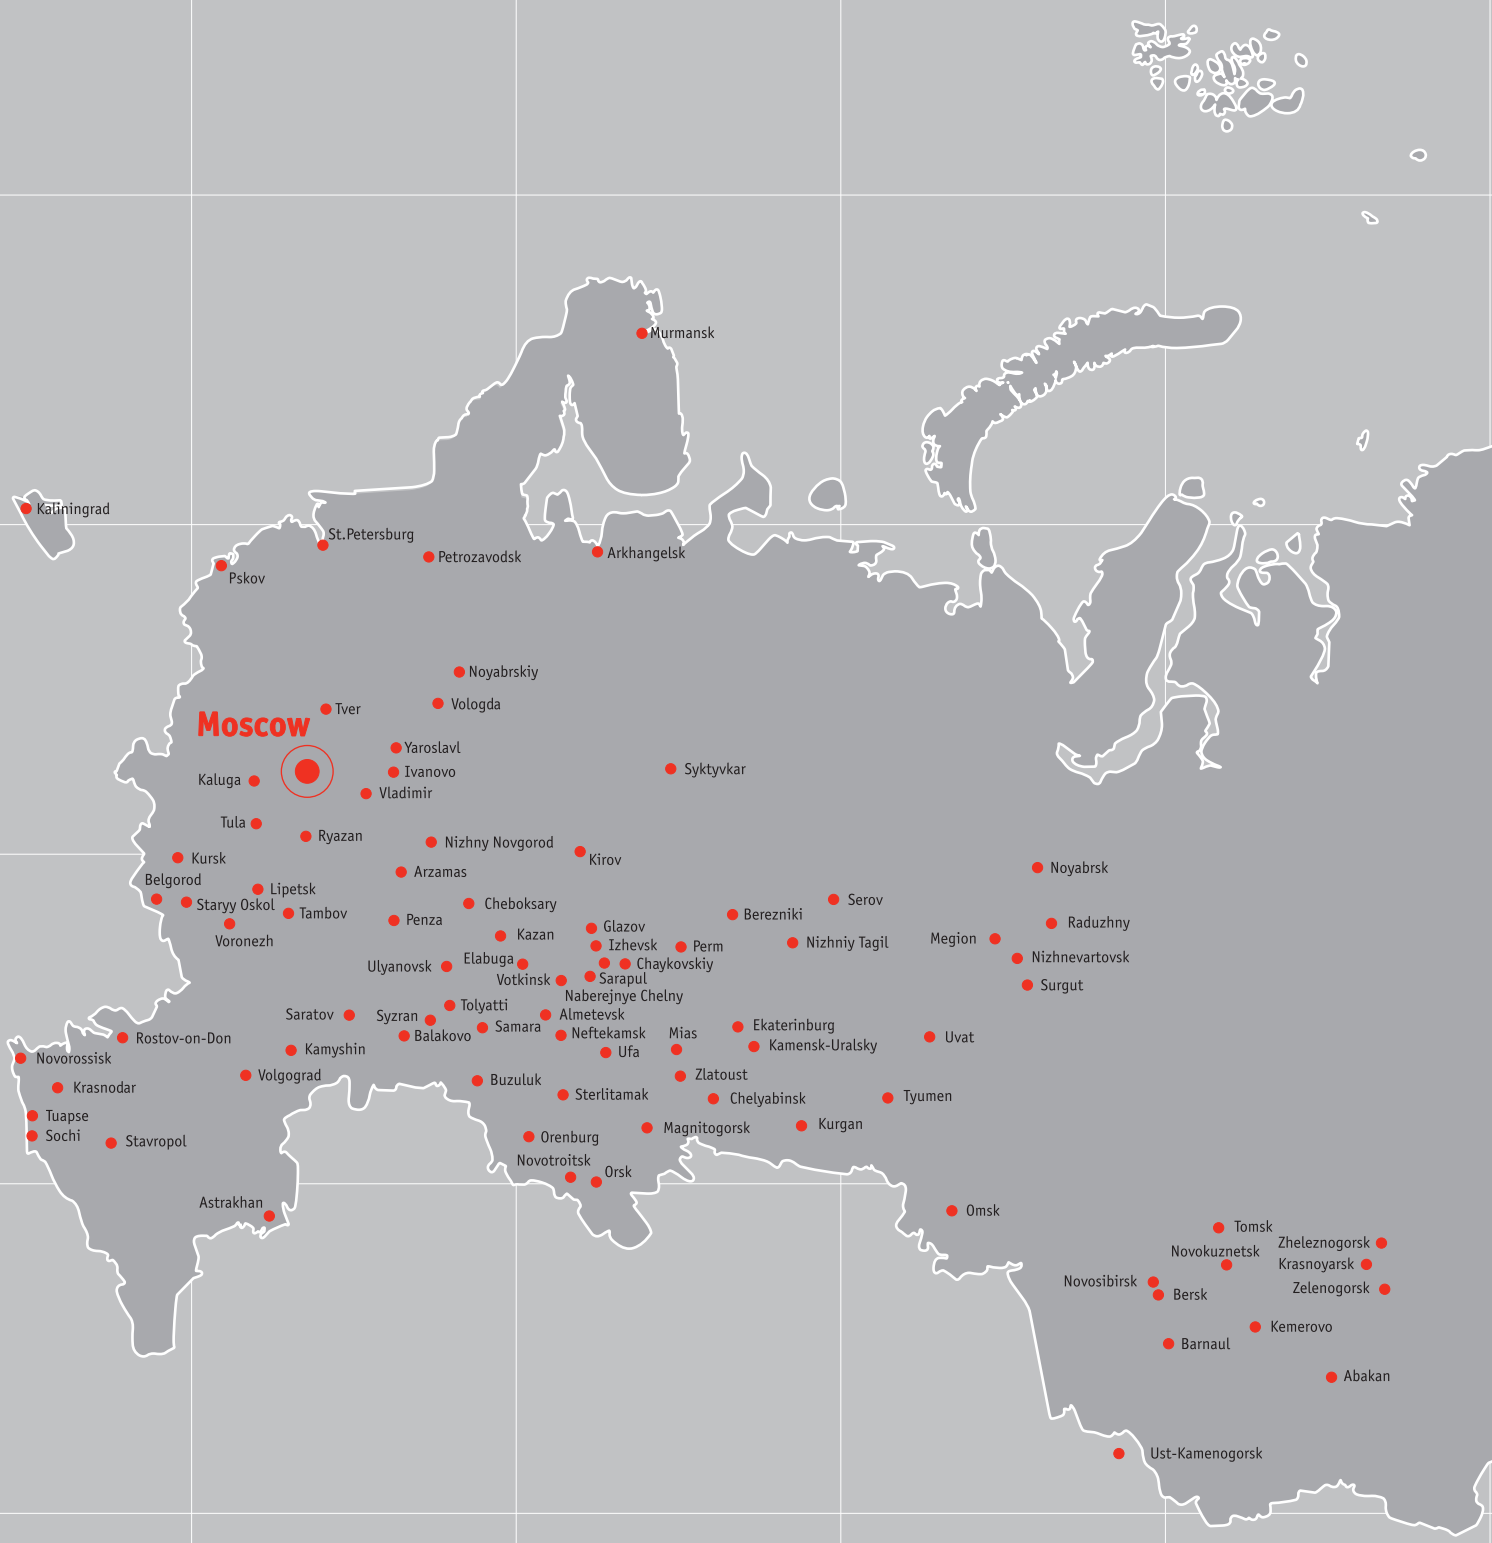 Murmansk
Kaliningrad
St.Petersburg
Petrozavodsk
Arkhangelsk
Pskov
Noyabrskiy
Vologda
Tver
Moscow
Yaroslavl
Ivanovo
Syktyvkar
Kaluga
Vladimir
Tula
Ryazan
Nizhny Novgorod
Kirov
Kursk
Arzamas
Noyabrsk
Belgorod
Lipetsk
Staryy Oskol
Cheboksary
Serov
Tambov
Penza
Berezniki
Raduzhny
Voronezh
Kazan
Glazov
Izhevsk
Perm
Nizhniy Tagil
Megion
Elabuga
Nizhnevartovsk
Ulyanovsk
Chaykovskiy
Votkinsk
Sarapul
Surgut
Naberejnye Chelny
Tolyatti
Saratov
Syzran
Almetevsk
Samara
Ekaterinburg
Balakovo
Neftekamsk
Mias
Rostov-on-Don
Uvat
Kamensk-Uralsky
Kamyshin
Ufa
Novorossisk
Volgograd
Zlatoust
Buzuluk
Krasnodar
Sterlitamak
Chelyabinsk
Tyumen
Tuapse
Kurgan
Magnitogorsk
Sochi
Stavropol
Orenburg
Novotroitsk
Orsk
Astrakhan
Omsk
Tomsk
Zheleznogorsk
Novokuznetsk
Krasnoyarsk
Novosibirsk
Zelenogorsk
Bersk
Kemerovo
Barnaul
Abakan
Ust-Kamenogorsk